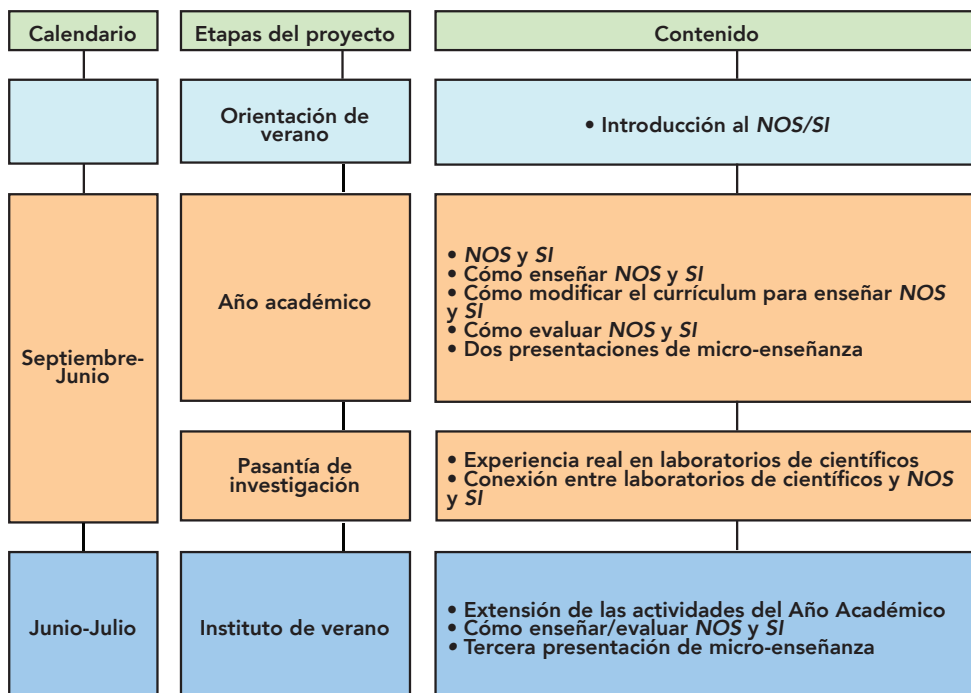 Calendario
Etapas del proyecto
Contenido
Orientación de
verano
• Introducción al NOS/SI
Septiembre-
Junio
Año académico
• NOS y SI
• Cómo enseñar NOS y SI
• Cómo modificar el currículum para enseñar NOS
y SI
• Cómo evaluar NOS y SI
• Dos presentaciones de micro-enseñanza
Pasantía de
investigación
• Experiencia real en laboratorios de científicos
• Conexión entre laboratorios de científicos y NOS
y SI
Junio-Julio
Instituto de verano
• Extensión de las actividades del Año Académico
• Cómo enseñar/evaluar NOS y SI
• Tercera presentación de micro-enseñanza